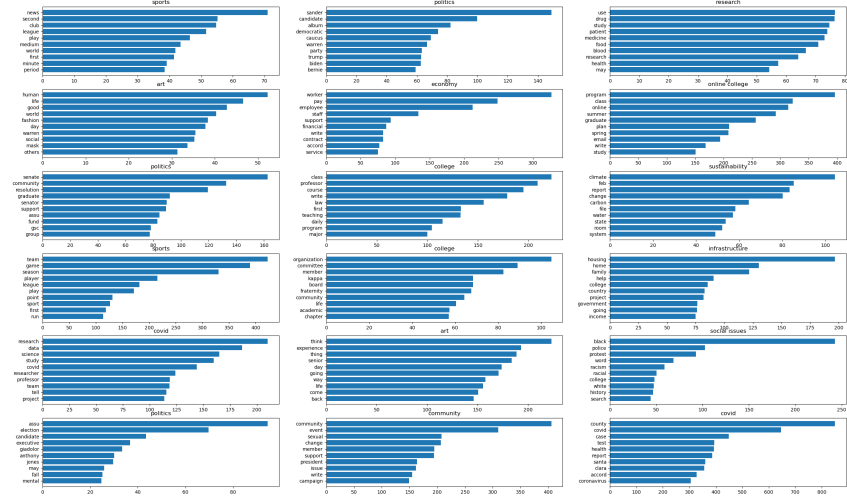 sports
news
second
club
league
play
medium
world
first
minute
period
0 10 20 30 40 50 60 70
politics
sander
candidate
album
democratic
caucus
warren
party
trump
biden
bernie
0 20 40 60 80 100 120 140
research
use
drug
study
patient
medicine
food
blood
research
health
may
0 10 20 30 40 50 60 70 80
art
human
life
good
world
fashion
day
warren
social
mask
others
0 10 20 30 40 50
economy
worker
pay
employee
staff
support
financial
write
contract
accord
service
0 50 100 150 200 250 300
online college
program
class
online
summer
graduate
plan
spring
email
write
study
0 50 100 150 200 250 300 350 400
politics
senate
community
resolution
graduate
senator
support
assu
fund
gsc
group
0 20 40 60 80 100 120 140 160
college
class
professor
course
write
law
first
teaching
daily
program
major
0 50 100 150 200
sustainability
climate
feb
report
change
carbon
file
water
state
room
system
0 20 40 60 80 100
sports
team
game
season
player
league
play
point
sport
first
run
0 50 100 150 200 250 300 350 400
college
organization
committee
member
kappa
board
fraternity
community
life
academic
chapter
0 20 40 60 80 100
infrastructure
housing
home
family
help
college
country
project
government
going
income
0 25 50 75 100 125 150 175 200
covid
research
data
science
study
covid
researcher
professor
team
tell
project
0 25 50 75 100 125 150 175 200
art
think
experience
thing
senior
day
going
way
life
come
back
0 50 100 150 200
social issues
black
police
protest
word
racism
racial
college
white
history
search
0 50 100 150 200 250
politics
assu
election
candidate
executive
giadolor
anthony
jones
may
fall
mental
0 20 40 60 80
community
community
event
sexual
change
member
support
president
issue
write
campaign
0 50 100 150 200 250 300 350 400
covid
county
covid
case
test
health
report
santa
clara
accord
coronavirus
0 200 400 600 800